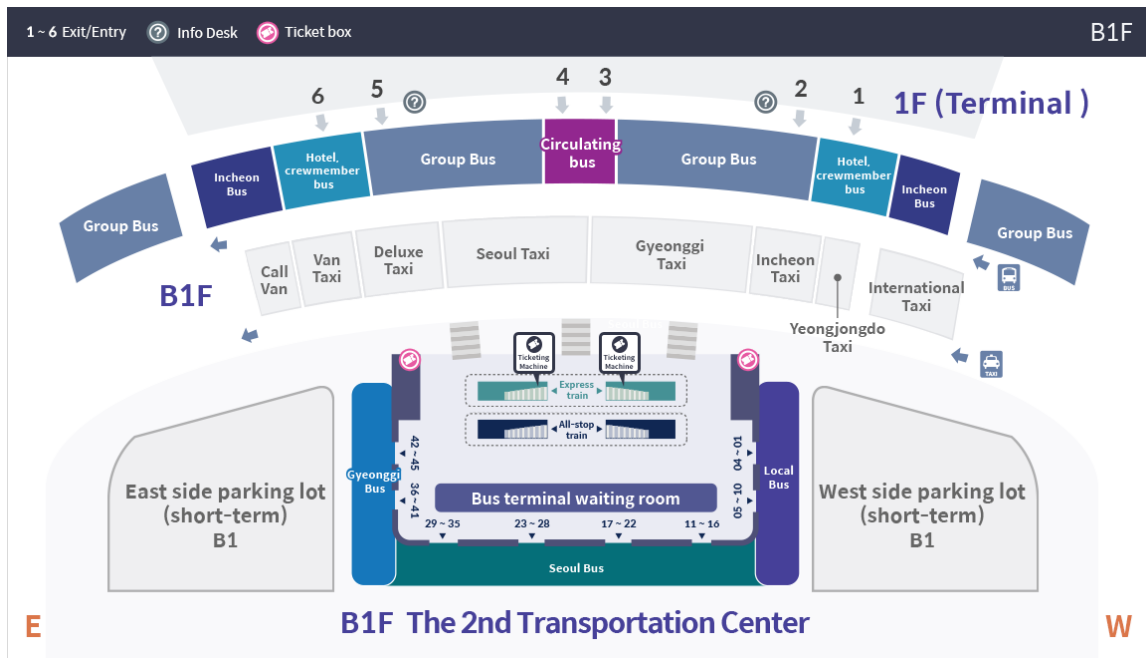 1 ~ 6 Exit/Entry
Info Desk
Ticket box
B1F
6
5
4
3
2
1
1F (Terminal )
Group Bus
Incheon
Bus
Hotel,
crewmember
bus
Group Bus
Circulating
bus
Group Bus
Hotel,
crewmember
bus
Incheon
Bus
Group Bus
BUS
B1F
Call
Van
Van
Taxi
Deluxe
Taxi
Seoul Taxi
Gyeonggi
Taxi
Incheon
Taxi
Yeongjongdo
Taxi
International
Taxi
TAXI
Ticketing
Machine
Ticketing
Machine
Express
train
All-stop
train
East side parking lot
(short-term)
B1
Gyeonggi
Bus
42 ~ 45
36 ~ 41
Bus terminal waiting room
29 ~ 35
23 ~ 28
17 ~ 22
11 ~ 16
04 ~ 01
05 ~ 10
Local
Bus
Seoul Bus
West side parking lot
(short-term)
B1
E
B1F The 2nd Transportation Center
W